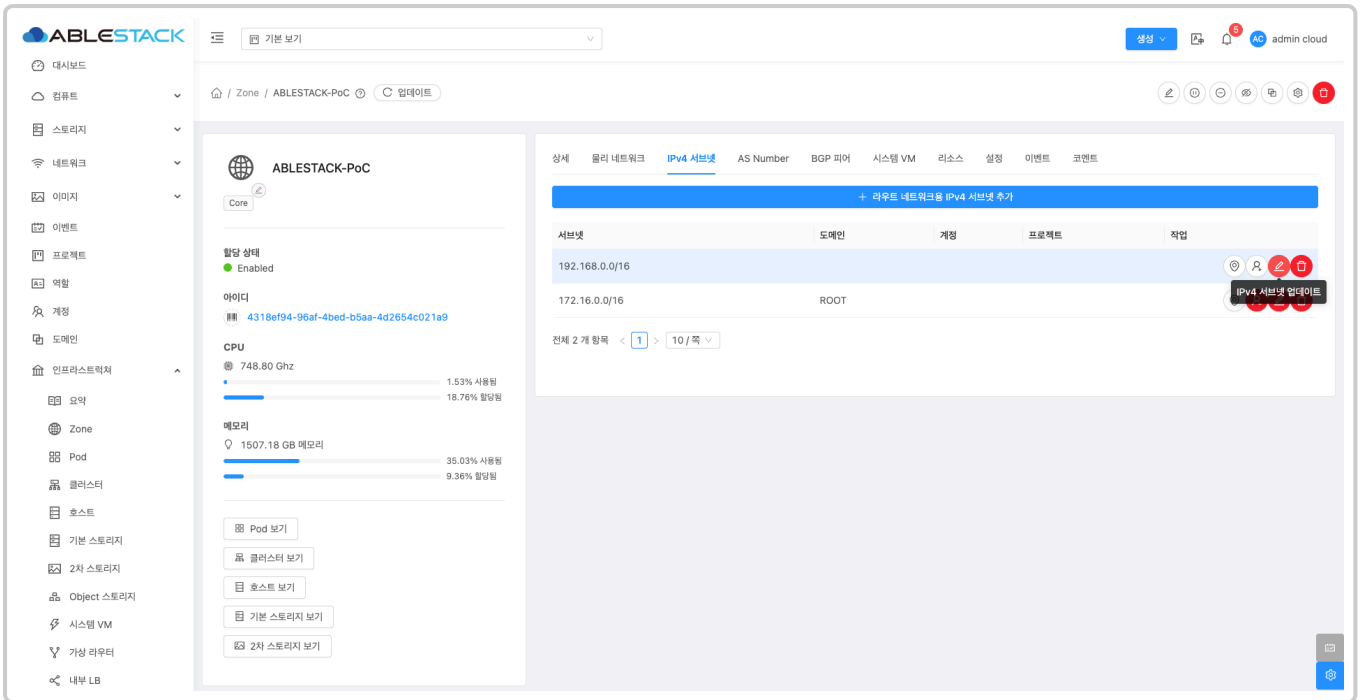 ABLESTACK
기본 보기
생성
5
AC
admin cloud
대시보드
컴퓨트
스토리지
네트워크
이미지
이벤트
프로젝트
역할
계정
도메인
인프라스트럭쳐
요약
Zone
Pod
클러스터
호스트
기본 스토리지
2차 스토리지
Object 스토리지
시스템 VM
가상 라우터
내부 LB
/ Zone / ABLESTACK-PoC
업데이트
ABLESTACK-PoC
Core
할당 상태
Enabled
아이디
4318ef94-96af-4bed-b5aa-4d2654c021a9
CPU
748.80 Ghz
1.53% 사용됨
18.76% 할당됨
메모리
1507.18 GB 메모리
35.03% 사용됨
9.36% 할당됨
Pod 보기
클러스터 보기
호스트 보기
기본 스토리지 보기
2차 스토리지 보기
상세 물리 네트워크 IPv4 서브넷 AS Number BGP 피어 시스템 VM 리소스 설정 이벤트 코멘트
+ 라우트 네트워크용 IPv4 서브넷 추가
서브넷 도메인 계정 프로젝트 작업
192.168.0.0/16
IPv4 서브넷 업데이트
172.16.0.0/16 ROOT
전체 2 개 항목 < 1 > 10 / 쪽